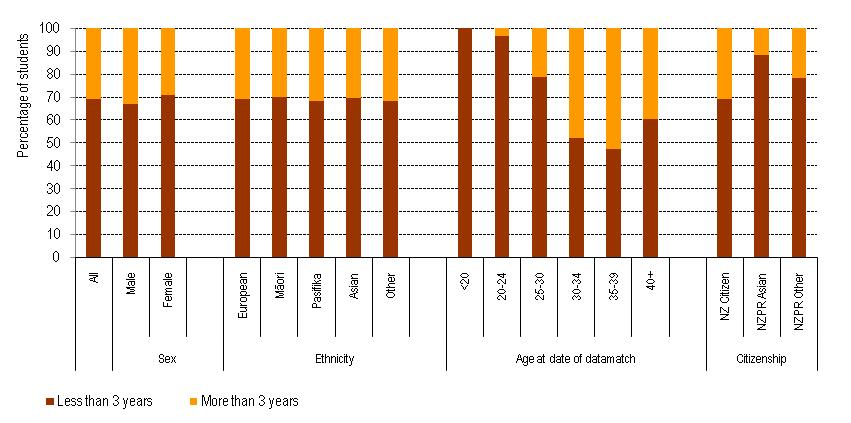 Percentage of students
100
90
80
70
60
50
40
30
20
10
0
All
Male
Female
European
Māori
Pasifika
Asian
Other
<20
20-24
25-30
30-34
35-39
40+
NZ Citizen
NZPR Asian
NZPR Other
Sex
Ethnicity
Age at date of datamatch
Citizenship
Less than 3 years
More than 3 years